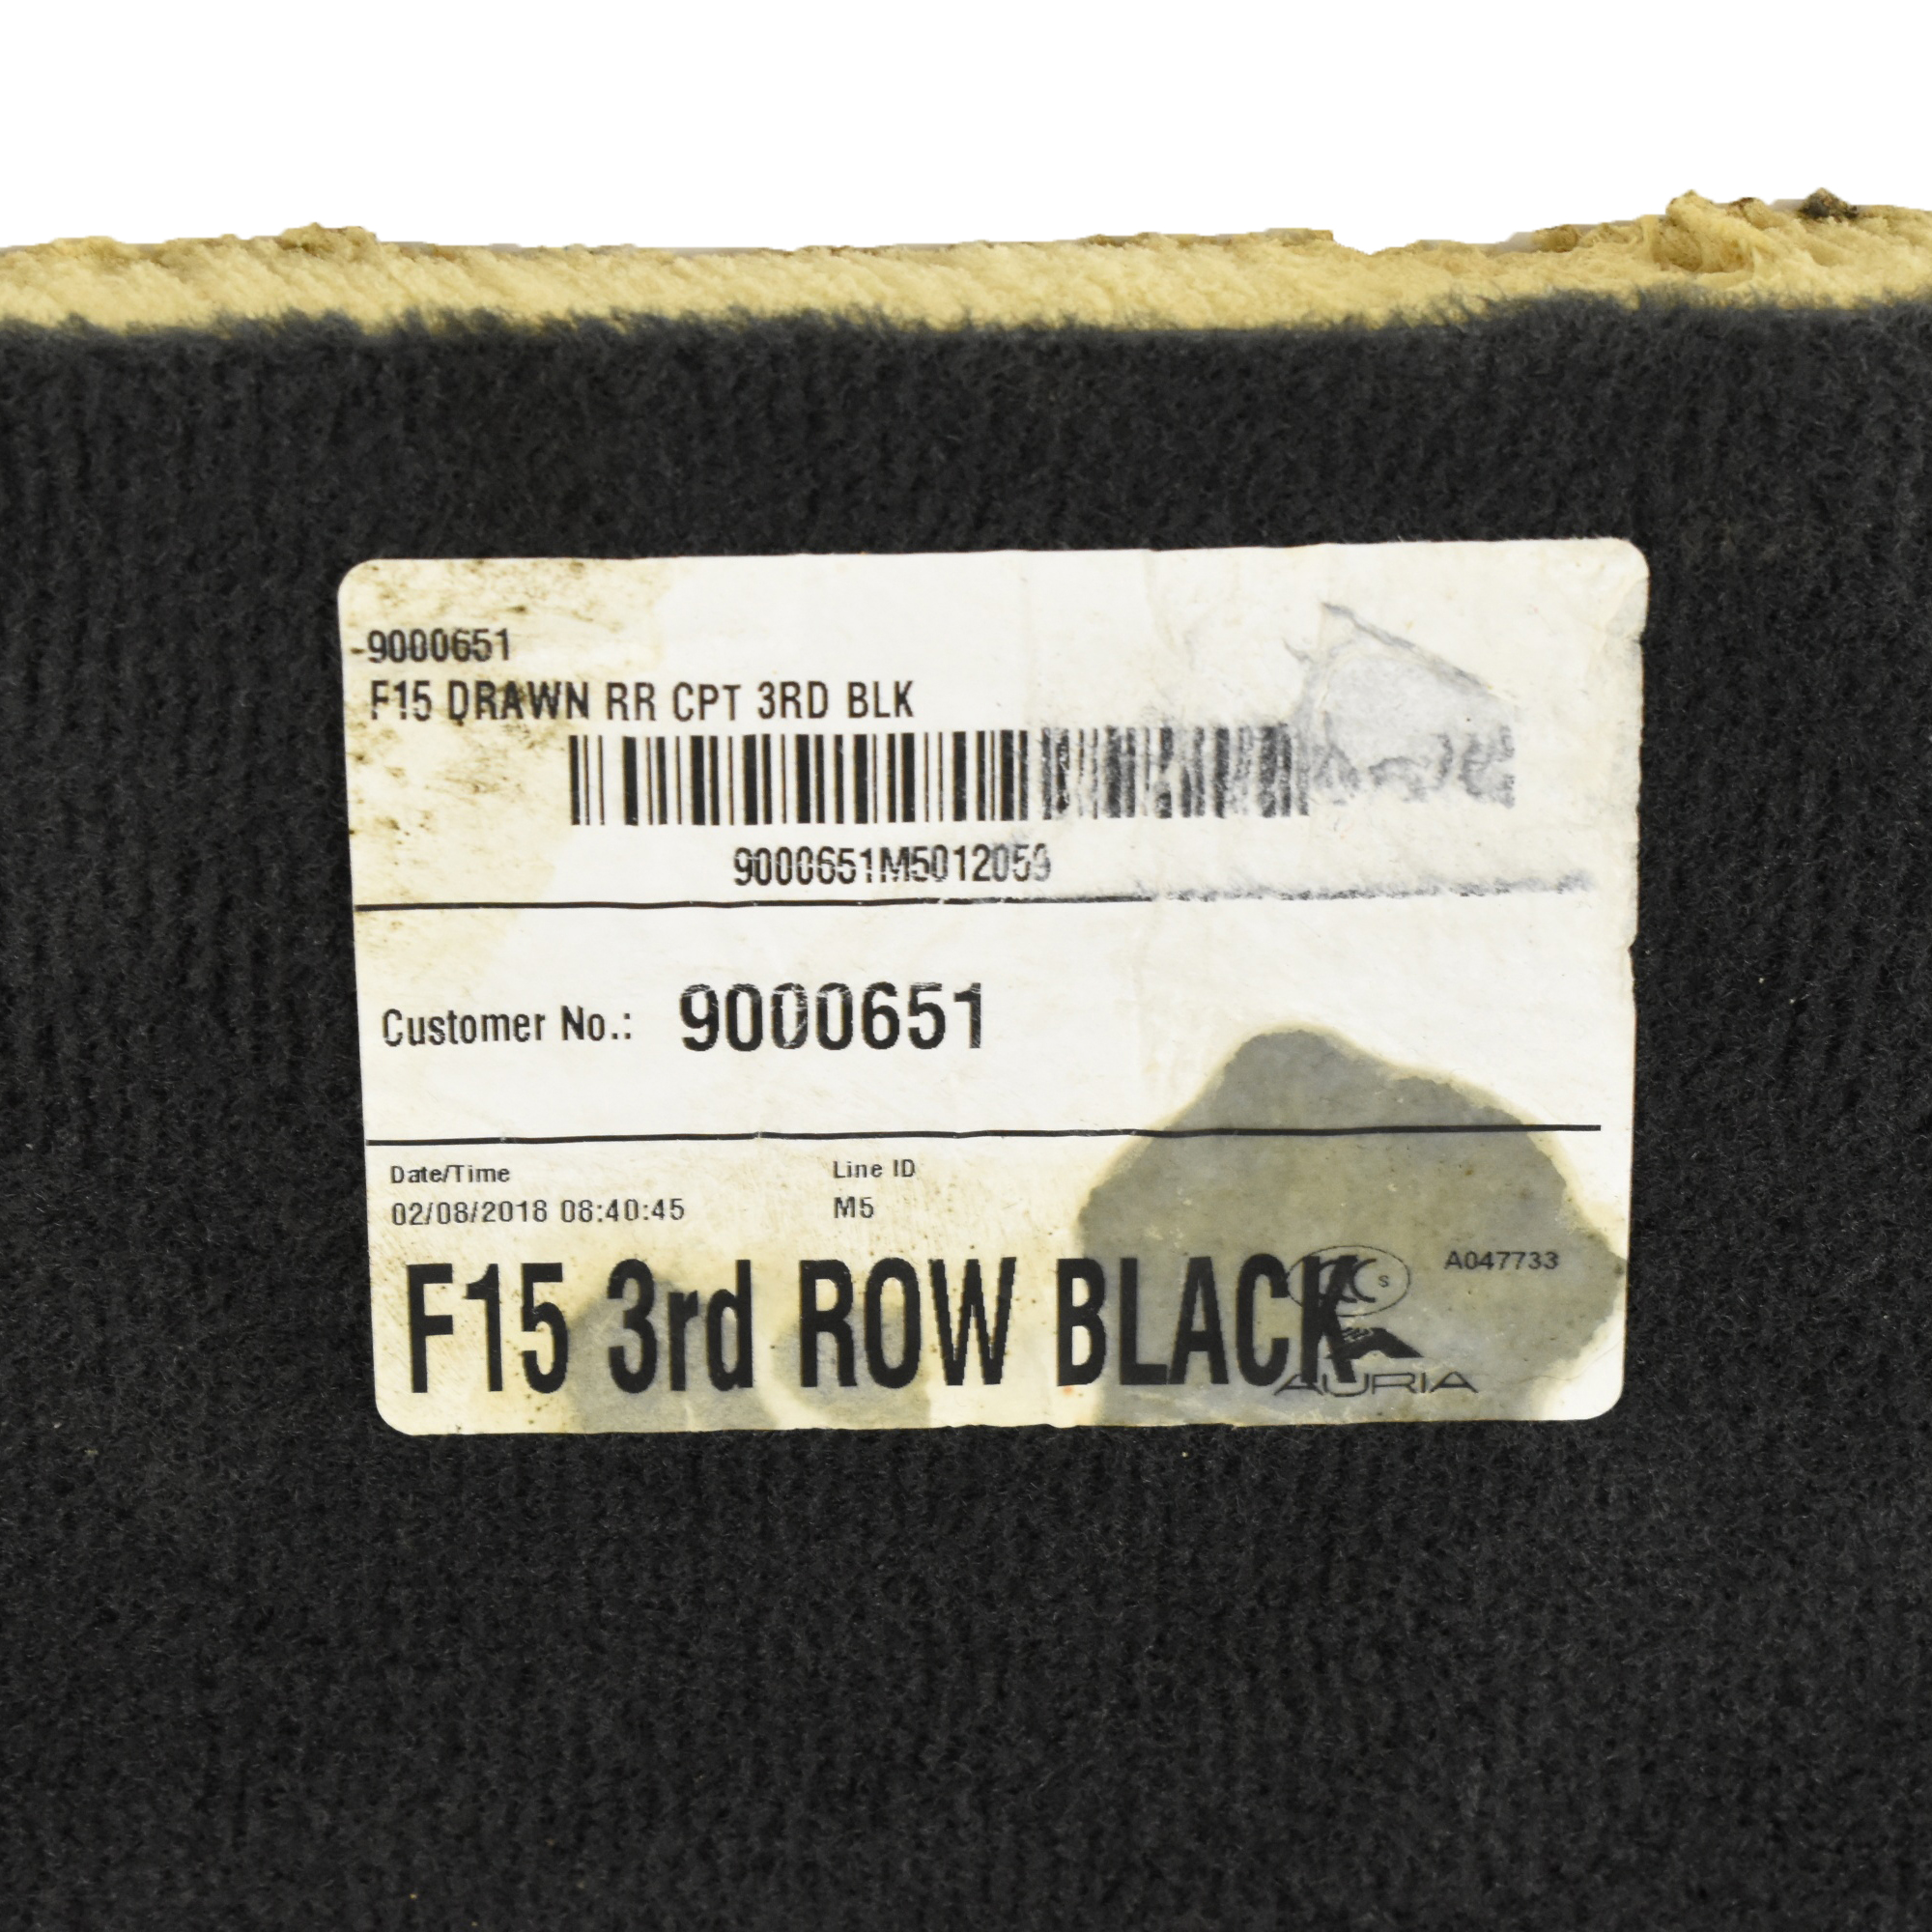 -9000651
F15 DRAWN RR CPT 3RD BLK
9000651M5012059
Customer No.: 9000651
Date/Time Line ID
02/08/2018 08:40:45 M5
F15 3rd ROW BLACK
A047733
AURIA